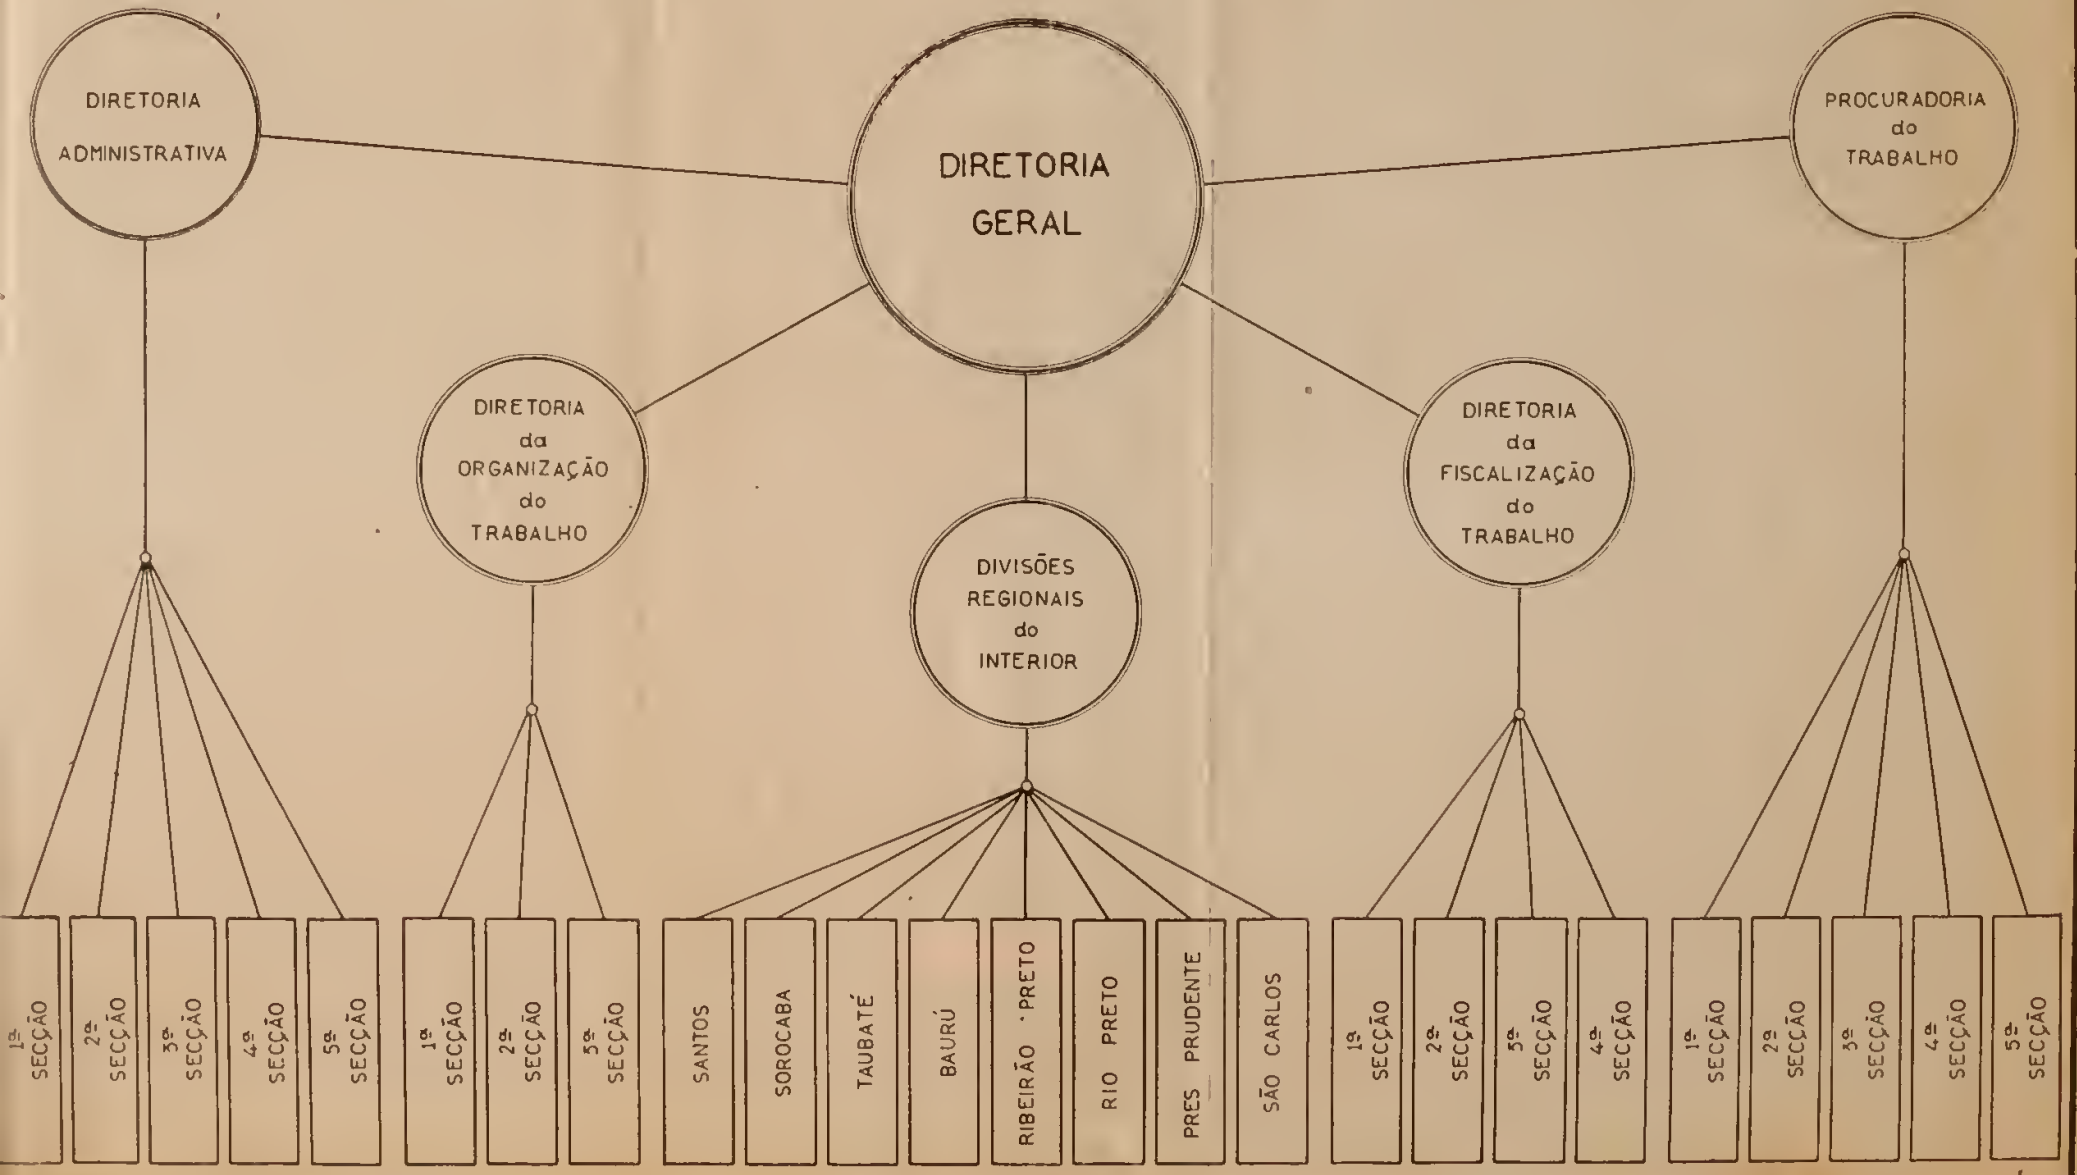 DIRETORIA
ADMINISTRATIVA
DIRETORIA
GERAL
PROCURADORIA
do
TRABALHO
DIRETORIA
da
ORGANIZAÇÃO
do
TRABALHO
DIVISÕES
REGIONAIS
do
INTERIOR
DIRETORIA
da
FISCALIZAÇÃO
do
TRABALHO
1ª
SECÇÃO
2ª
SECÇÃO
3ª
SECÇÃO
4ª
SECÇÃO
5ª
SECÇÃO
1ª
SECÇÃO
2ª
SECÇÃO
3ª
SECÇÃO
SANTOS
SOROCABA
TAUBATÉ
BAURÚ
RIBEIRÃO PRETO
RIO PRETO
PRES PRUDENTE
SÃO CARLOS
1ª
SECÇÃO
2ª
SECÇÃO
3ª
SECÇÃO
4ª
SECÇÃO
1ª
SECÇÃO
2ª
SECÇÃO
3ª
SECÇÃO
4ª
SECÇÃO
5ª
SECÇÃO